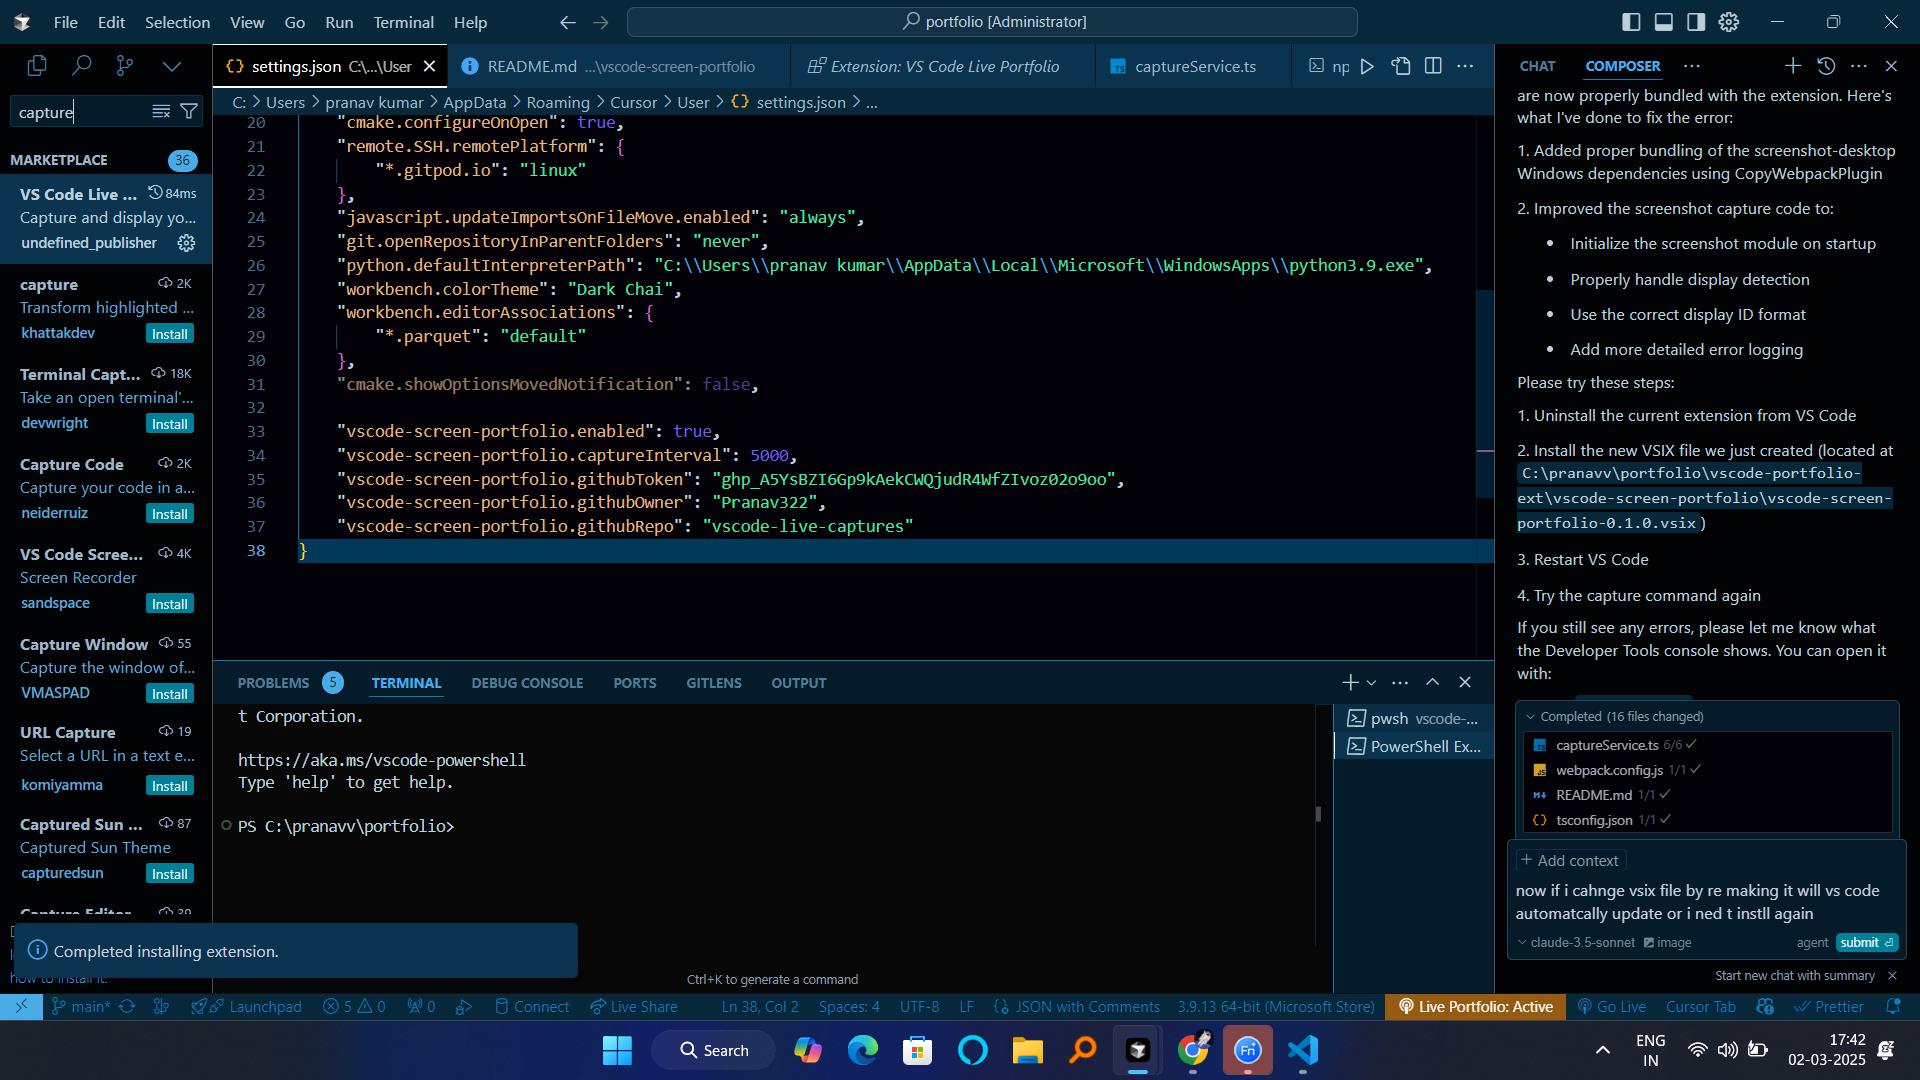 File Edit Selection View Go Run Terminal Help
portfolio [Administrator]
capture
MARKETPLACE 36
VS Code Live ... 84ms
Capture and display yo...
undefined_publisher
capture 2K
Transform highlighted ...
khattakdev Install
Terminal Capt... 18K
Take an open terminal'...
devwright Install
Capture Code 2K
Capture your code in a...
neiderruiz Install
VS Code Scree... 4K
Screen Recorder
sandspace Install
Capture Window 55
Capture the window of...
VMASPAD Install
URL Capture 19
Select a URL in a text e...
komiyamma Install
Captured Sun ... 87
Captured Sun Theme
capturedsun Install
Capture Editor 39
how to install it.
Completed installing extension.
settings.json C:\...\User
README.md ...\vscode-screen-portfolio
Extension: VS Code Live Portfolio
captureService.ts
np
C: > Users > pranav kumar > AppData > Roaming > Cursor > User > {} settings.json > ...
20 "cmake.configureOnOpen": true,
21 "remote.SSH.remotePlatform": {
22 "*.gitpod.io": "linux"
23 },
24 "javascript.updateImportsOnFileMove.enabled": "always",
25 "git.openRepositoryInParentFolders": "never",
26 "python.defaultInterpreterPath": "C:\\Users\\pranav kumar\\AppData\\Local\\Microsoft\\WindowsApps\\python3.9.exe",
27 "workbench.colorTheme": "Dark Chai",
28 "workbench.editorAssociations": {
29 "*.parquet": "default"
30 },
31 "cmake.showOptionsMovedNotification": false,
32
33 "vscode-screen-portfolio.enabled": true,
34 "vscode-screen-portfolio.captureInterval": 5000,
35 "vscode-screen-portfolio.githubToken": "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",
36 "vscode-screen-portfolio.githubOwner": "Pranav322",
37 "vscode-screen-portfolio.githubRepo": "vscode-live-captures"
38 }
PROBLEMS 5 TERMINAL DEBUG CONSOLE PORTS GITLENS OUTPUT
t Corporation.
https://aka.ms/vscode-powershell
Type 'help' to get help.
PS C:\pranavv\portfolio>
Ctrl+K to generate a command
pwsh vscode-...
PowerShell Ex...
CHAT COMPOSER
are now properly bundled with the extension. Here's
what I've done to fix the error:
1. Added proper bundling of the screenshot-desktop
Windows dependencies using CopyWebpackPlugin
2. Improved the screenshot capture code to:
• Initialize the screenshot module on startup
• Properly handle display detection
• Use the correct display ID format
• Add more detailed error logging
Please try these steps:
1. Uninstall the current extension from VS Code
2. Install the new VSIX file we just created (located at
C:\pranavv\portfolio\vscode-portfolio-
ext\vscode-screen-portfolio\vscode-screen-
portfolio-0.1.0.vsix)
3. Restart VS Code
4. Try the capture command again
If you still see any errors, please let me know what
the Developer Tools console shows. You can open it
with:
Completed (16 files changed)
captureService.ts 6/6
webpack.config.js 1/1
README.md 1/1
tsconfig.json 1/1
+ Add context
now if i cahnge vsix file by re making it will vs code
automatcally update or i ned t instll again
claude-3.5-sonnet image agent submit
Start new chat with summary
main* Launchpad 5 0 0 Connect Live Share Ln 38, Col 2 Spaces: 4 UTF-8 LF {} JSON with Comments 3.9.13 64-bit (Microsoft Store) Live Portfolio: Active Go Live Cursor Tab Prettier
Search
Fn
ENG
IN
17:42
02-03-2025